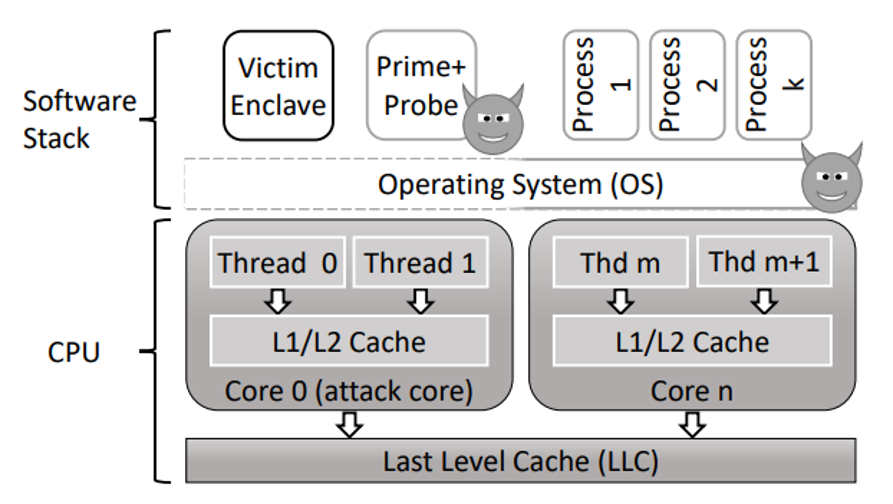 Software
Stack
Victim
Enclave
Prime+
Probe
Process
1
Process
2
Process
k
Operating System (OS)
CPU
Thread 0
Thread 1
Thd m
Thd m+1
L1/L2 Cache
L1/L2 Cache
Core 0 (attack core)
Core n
Last Level Cache (LLC)